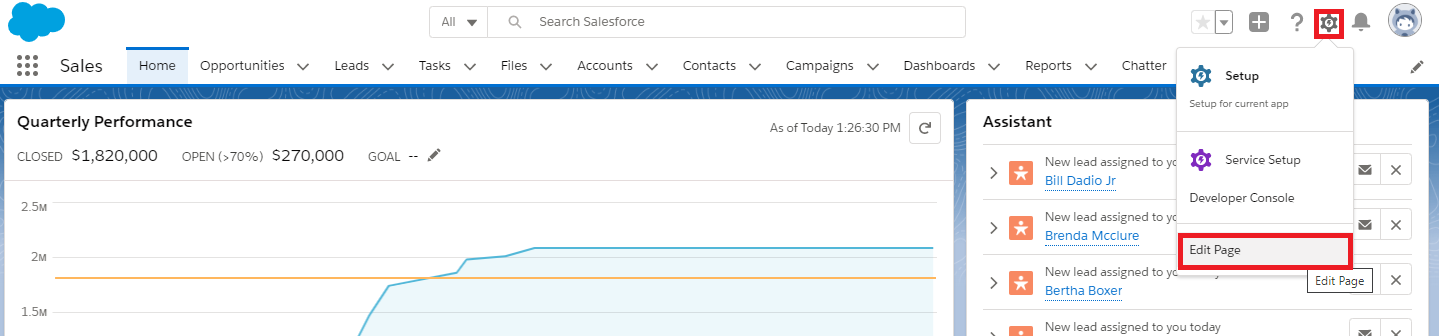 All
Search Salesforce
Sales
Home
Opportunities
Leads
Tasks
Files
Accounts
Contacts
Campaigns
Dashboards
Reports
Chatter
Setup
Setup for current app
Service Setup
Developer Console
Edit Page
Edit Page
Quarterly Performance
As of Today 1:26:30 PM
CLOSED $1,820,000 OPEN (>70%) $270,000 GOAL --
2.5M
2M
1.5M
Assistant
New lead assigned to you
Bill Dadio Jr
New lead assigned to you
Brenda Mcclure
New lead assigned to you
Bertha Boxer
New lead assigned to you today